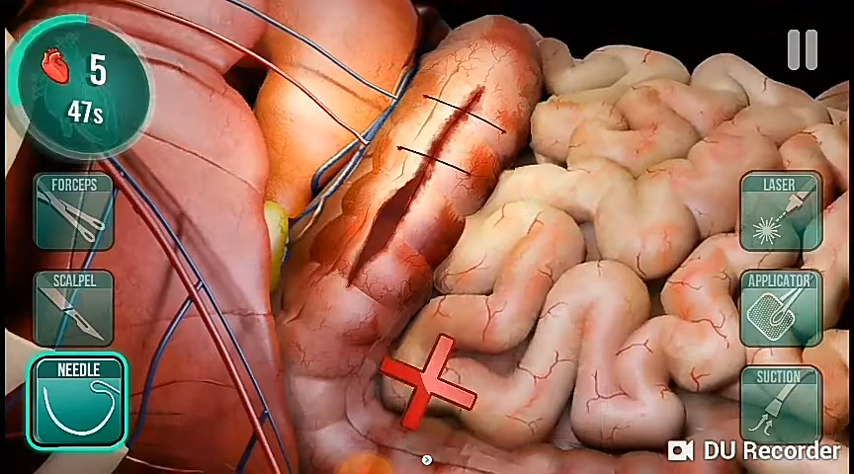 5
47s
FORCEPS
SCALPEL
NEEDLE
LASER
APPLICATOR
SUCTION
DU Recorder